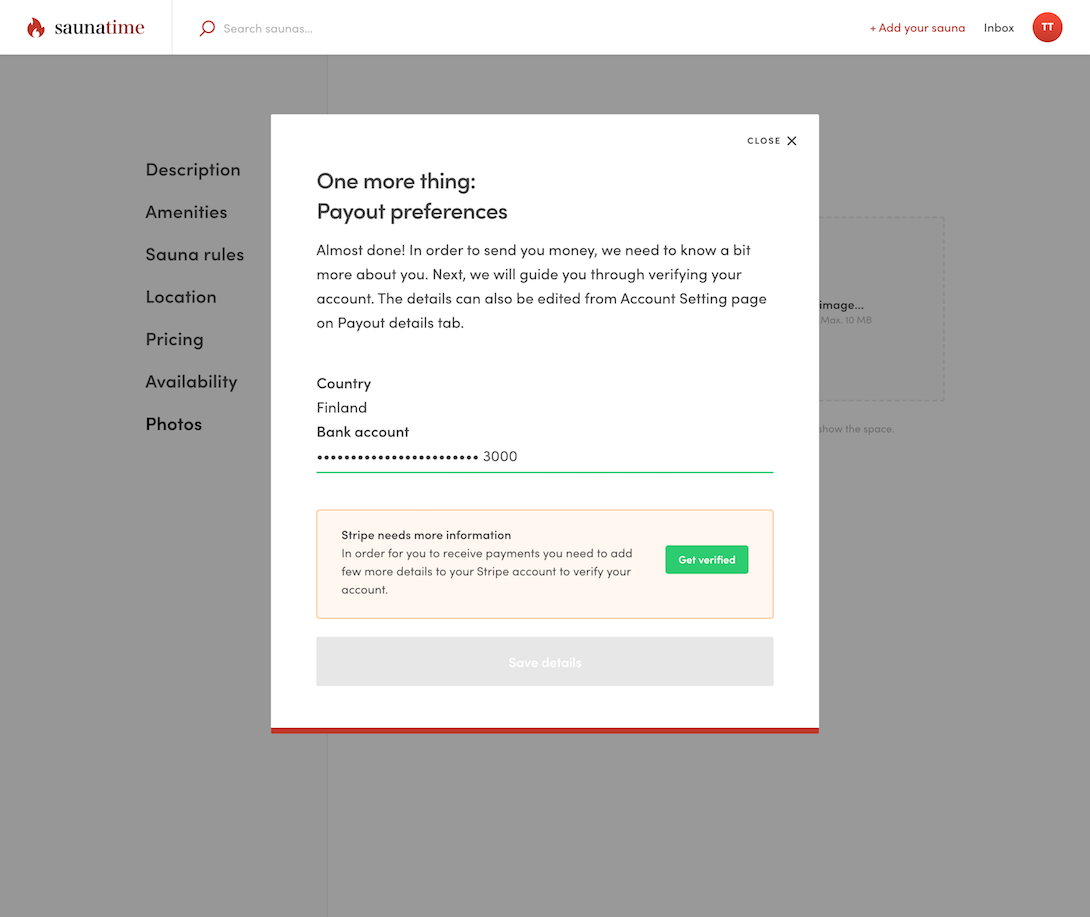 saunatime
Search saunas...
+ Add your sauna
Inbox
TT
CLOSE
Description
Amenities
Sauna rules
Location
Pricing
Availability
Photos
One more thing:
Payout preferences
Almost done! In order to send you money, we need to know a bit
more about you. Next, we will guide you through verifying your
account. The details can also be edited from Account Setting page
on Payout details tab.
Country
Finland
Bank account
•••••••••••••••••••••••• 3000
Stripe needs more information
In order for you to receive payments you need to add
few more details to your Stripe account to verify your
account.
Get verified
Save details
image...
Max. 10 MB
show the space.